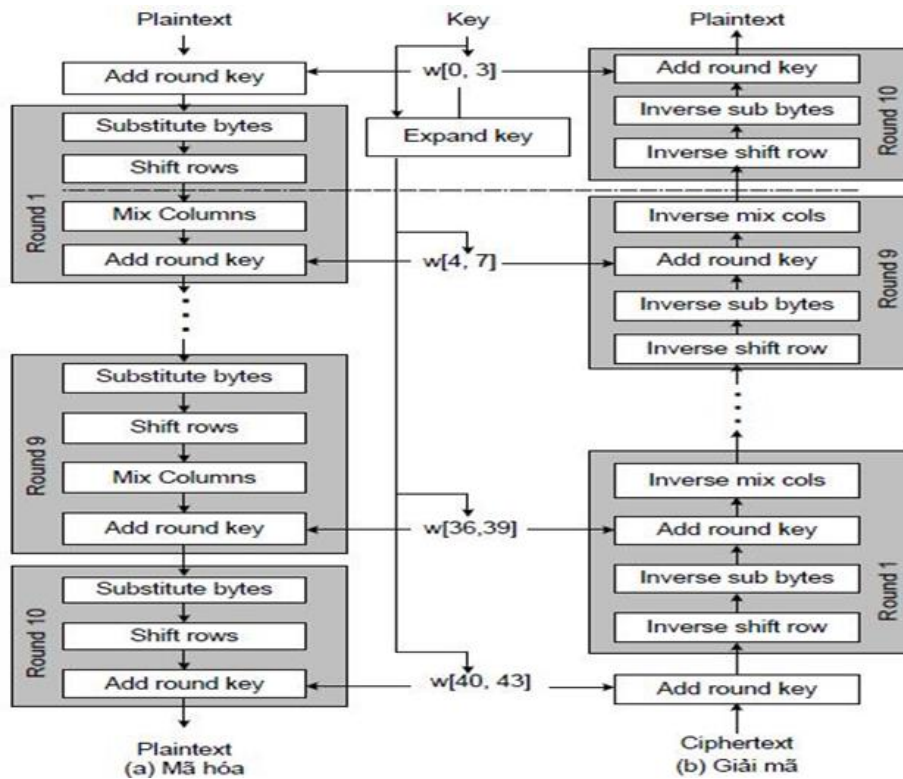 Plaintext
Add round key
Substitute bytes
Shift rows
Mix Columns
Add round key
Round 1
Substitute bytes
Shift rows
Mix Columns
Add round key
Round 9
Substitute bytes
Shift rows
Add round key
Round 10
Plaintext
(a) Mã hóa
Key
w[0, 3]
Expand key
w[4, 7]
w[36,39]
w[40, 43]
Plaintext
Add round key
Inverse sub bytes
Inverse shift row
Round 10
Inverse mix cols
Add round key
Inverse sub bytes
Inverse shift row
Round 9
Inverse mix cols
Add round key
Inverse sub bytes
Inverse shift row
Round 1
Add round key
Ciphertext
(b) Giải mã